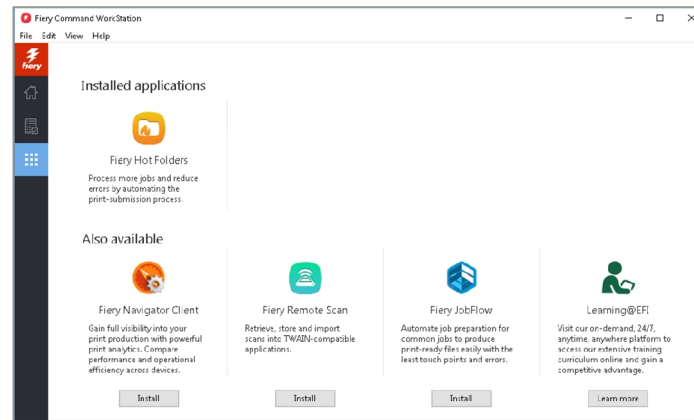 Fiery Command WorkStation
File Edit View Help
fiery
Installed applications
Fiery Hot Folders
Process more jobs and reduce
errors by automating the
print-submission process.
Also available
Fiery Navigator Client
Gain full visibility into your
print production with powerful
print analytics. Compare
performance and operational
efficiency across devices.
Install
Fiery Remote Scan
Retrieve, store and import
scans into TWAIN-compatible
applications.
Install
Fiery JobFlow
Automate job preparation for
common jobs to produce
print-ready files easily with the
least touch points and errors.
Install
Learning@EFI
Visit our on-demand, 24/7,
anytime, anywhere platform to
access our extensive training
curriculum online and gain a
competitive advantage.
Learn more